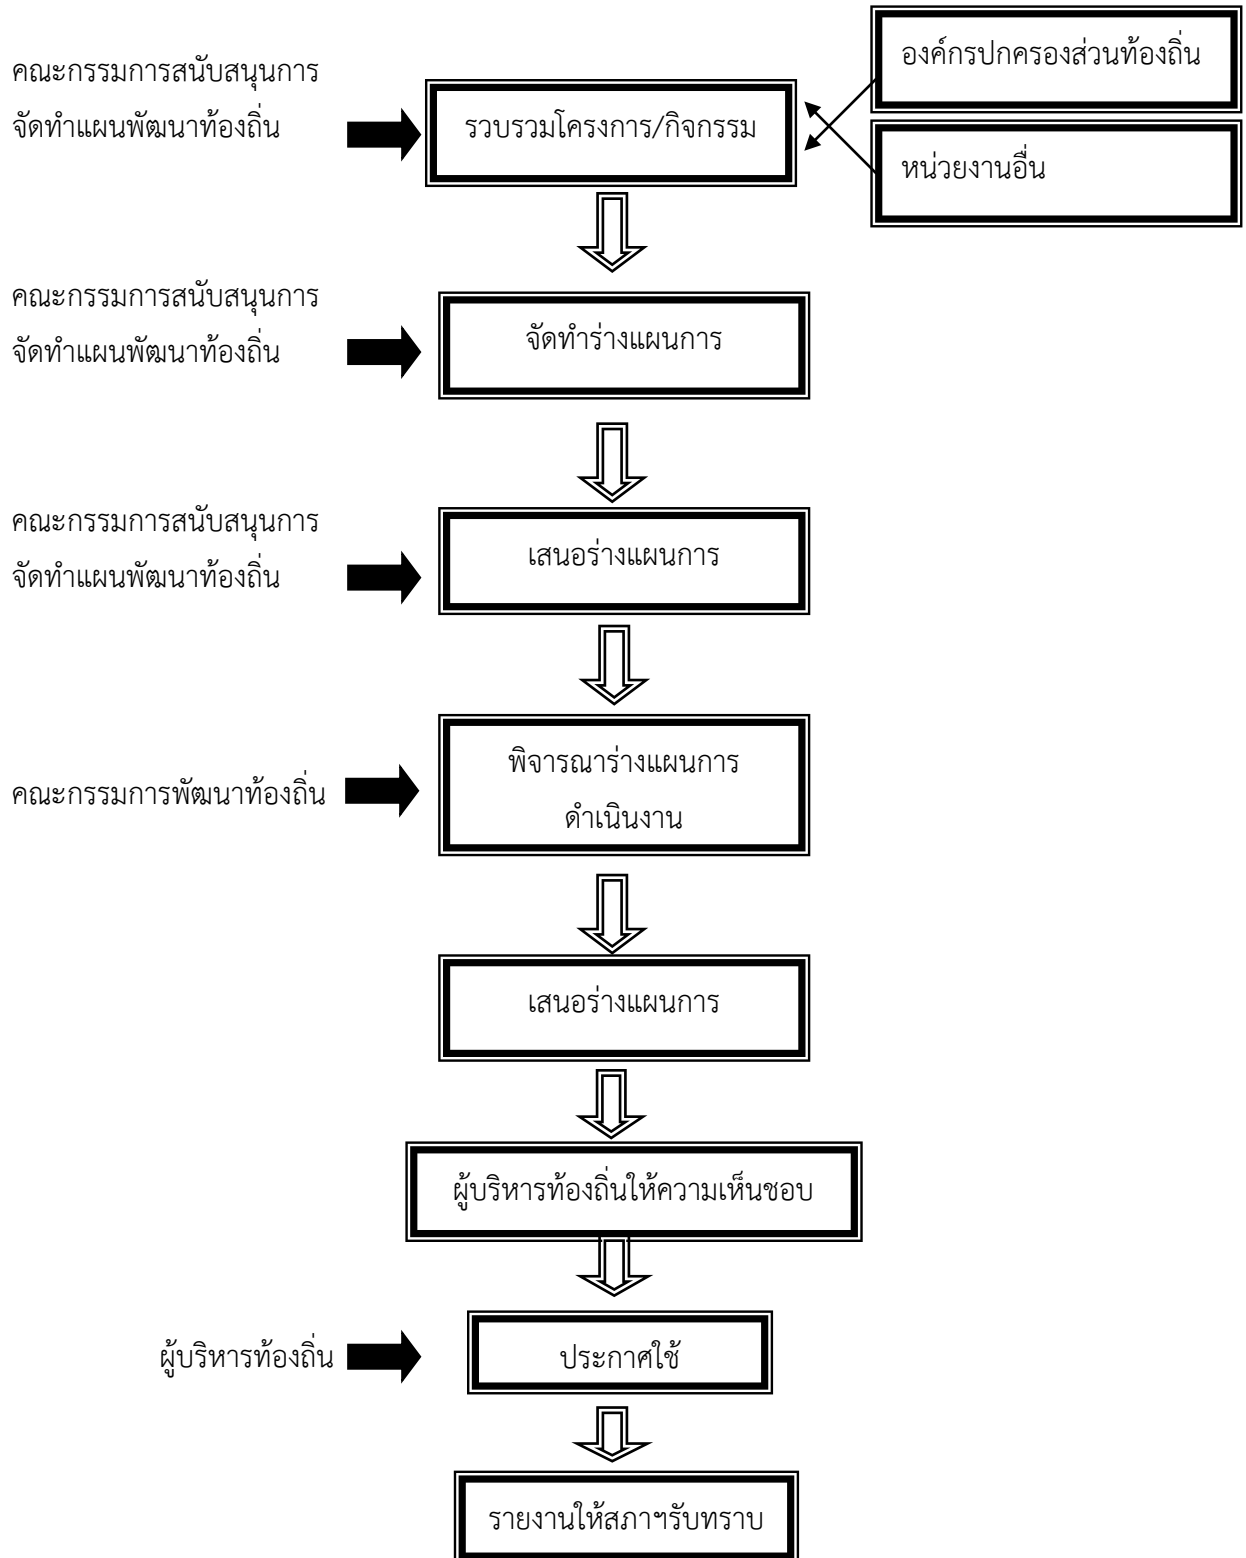 องค์กรปกครองส่วนท้องถิ่น
คณะกรรมการสนับสนุนการ
จัดทำแผนพัฒนาท้องถิ่น
รวบรวมโครงการ/กิจกรรม
หน่วยงานอื่น
คณะกรรมการสนับสนุนการ
จัดทำแผนพัฒนาท้องถิ่น
จัดทำร่างแผนการ
คณะกรรมการสนับสนุนการ
จัดทำแผนพัฒนาท้องถิ่น
เสนอร่างแผนการ
คณะกรรมการพัฒนาท้องถิ่น
พิจารณาร่างแผนการ
ดำเนินงาน
เสนอร่างแผนการ
ผู้บริหารท้องถิ่นให้ความเห็นชอบ
ผู้บริหารท้องถิ่น
ประกาศใช้
รายงานให้สภาฯรับทราบ